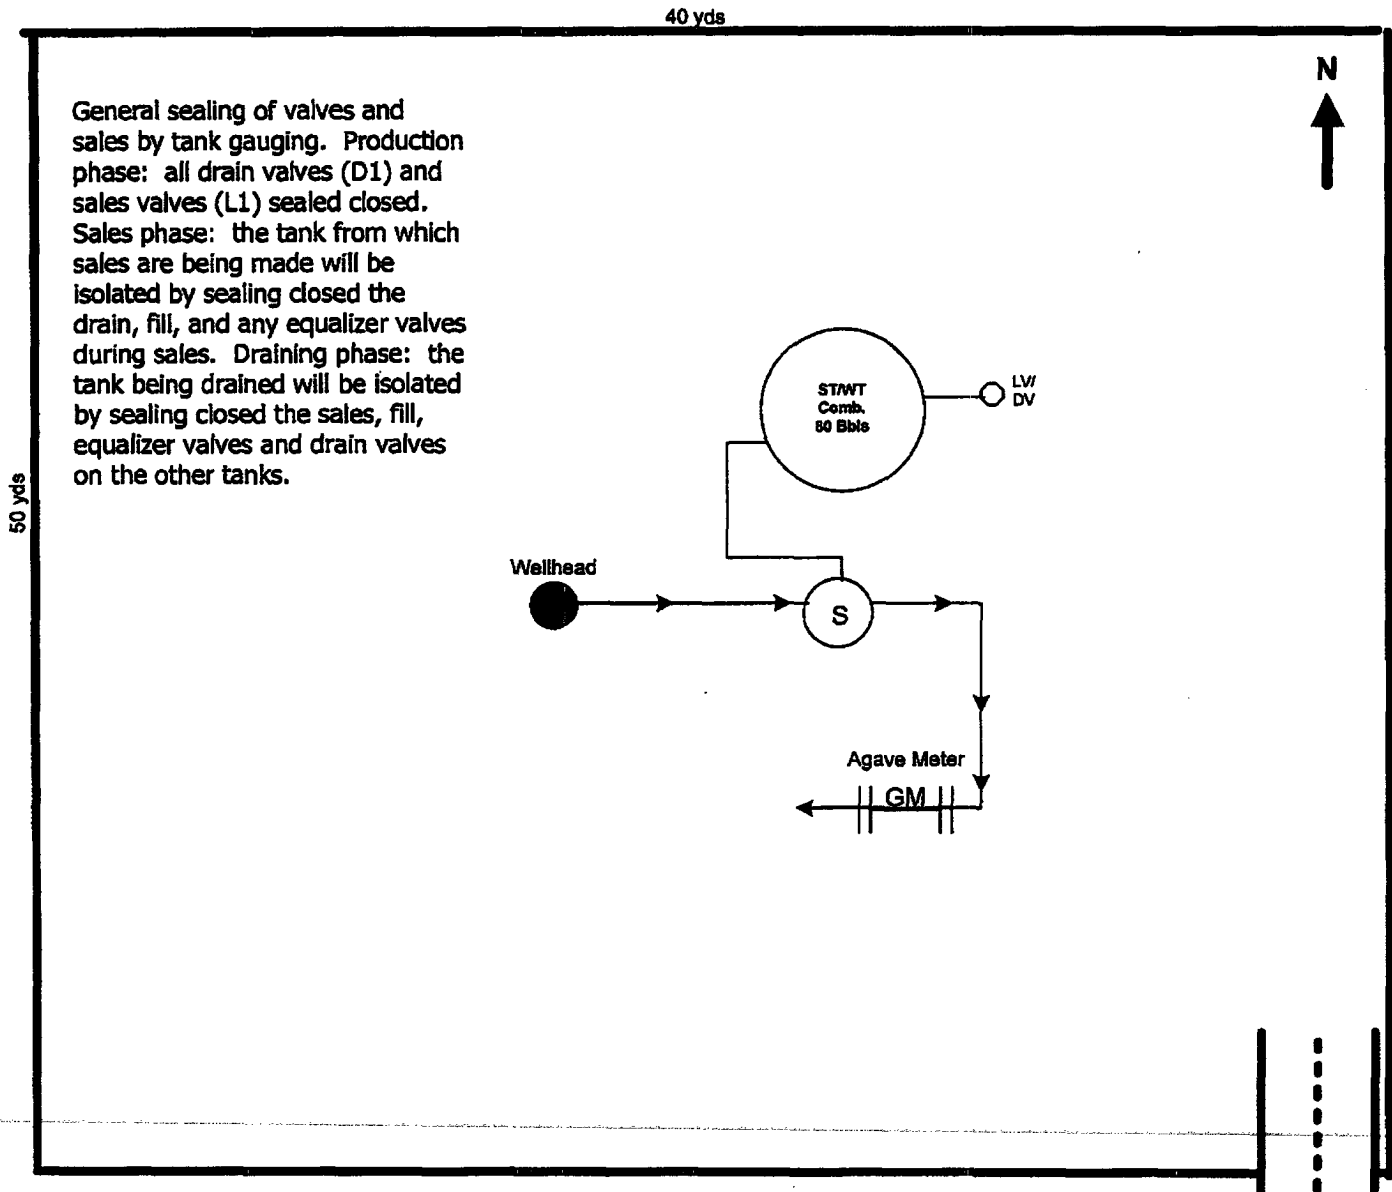 40 yds
N
General sealing of valves and
sales by tank gauging. Production
phase: all drain valves (D1) and
sales valves (L1) sealed closed.
Sales phase: the tank from which
sales are being made will be
isolated by sealing closed the
drain, fill, and any equalizer valves
during sales. Draining phase: the
tank being drained will be isolated
by sealing closed the sales, fill,
equalizer valves and drain valves
on the other tanks.
50 yds
ST/WT
Comb.
80 Bbls
LV/
DV
Wellhead
S
Agave Meter
GM